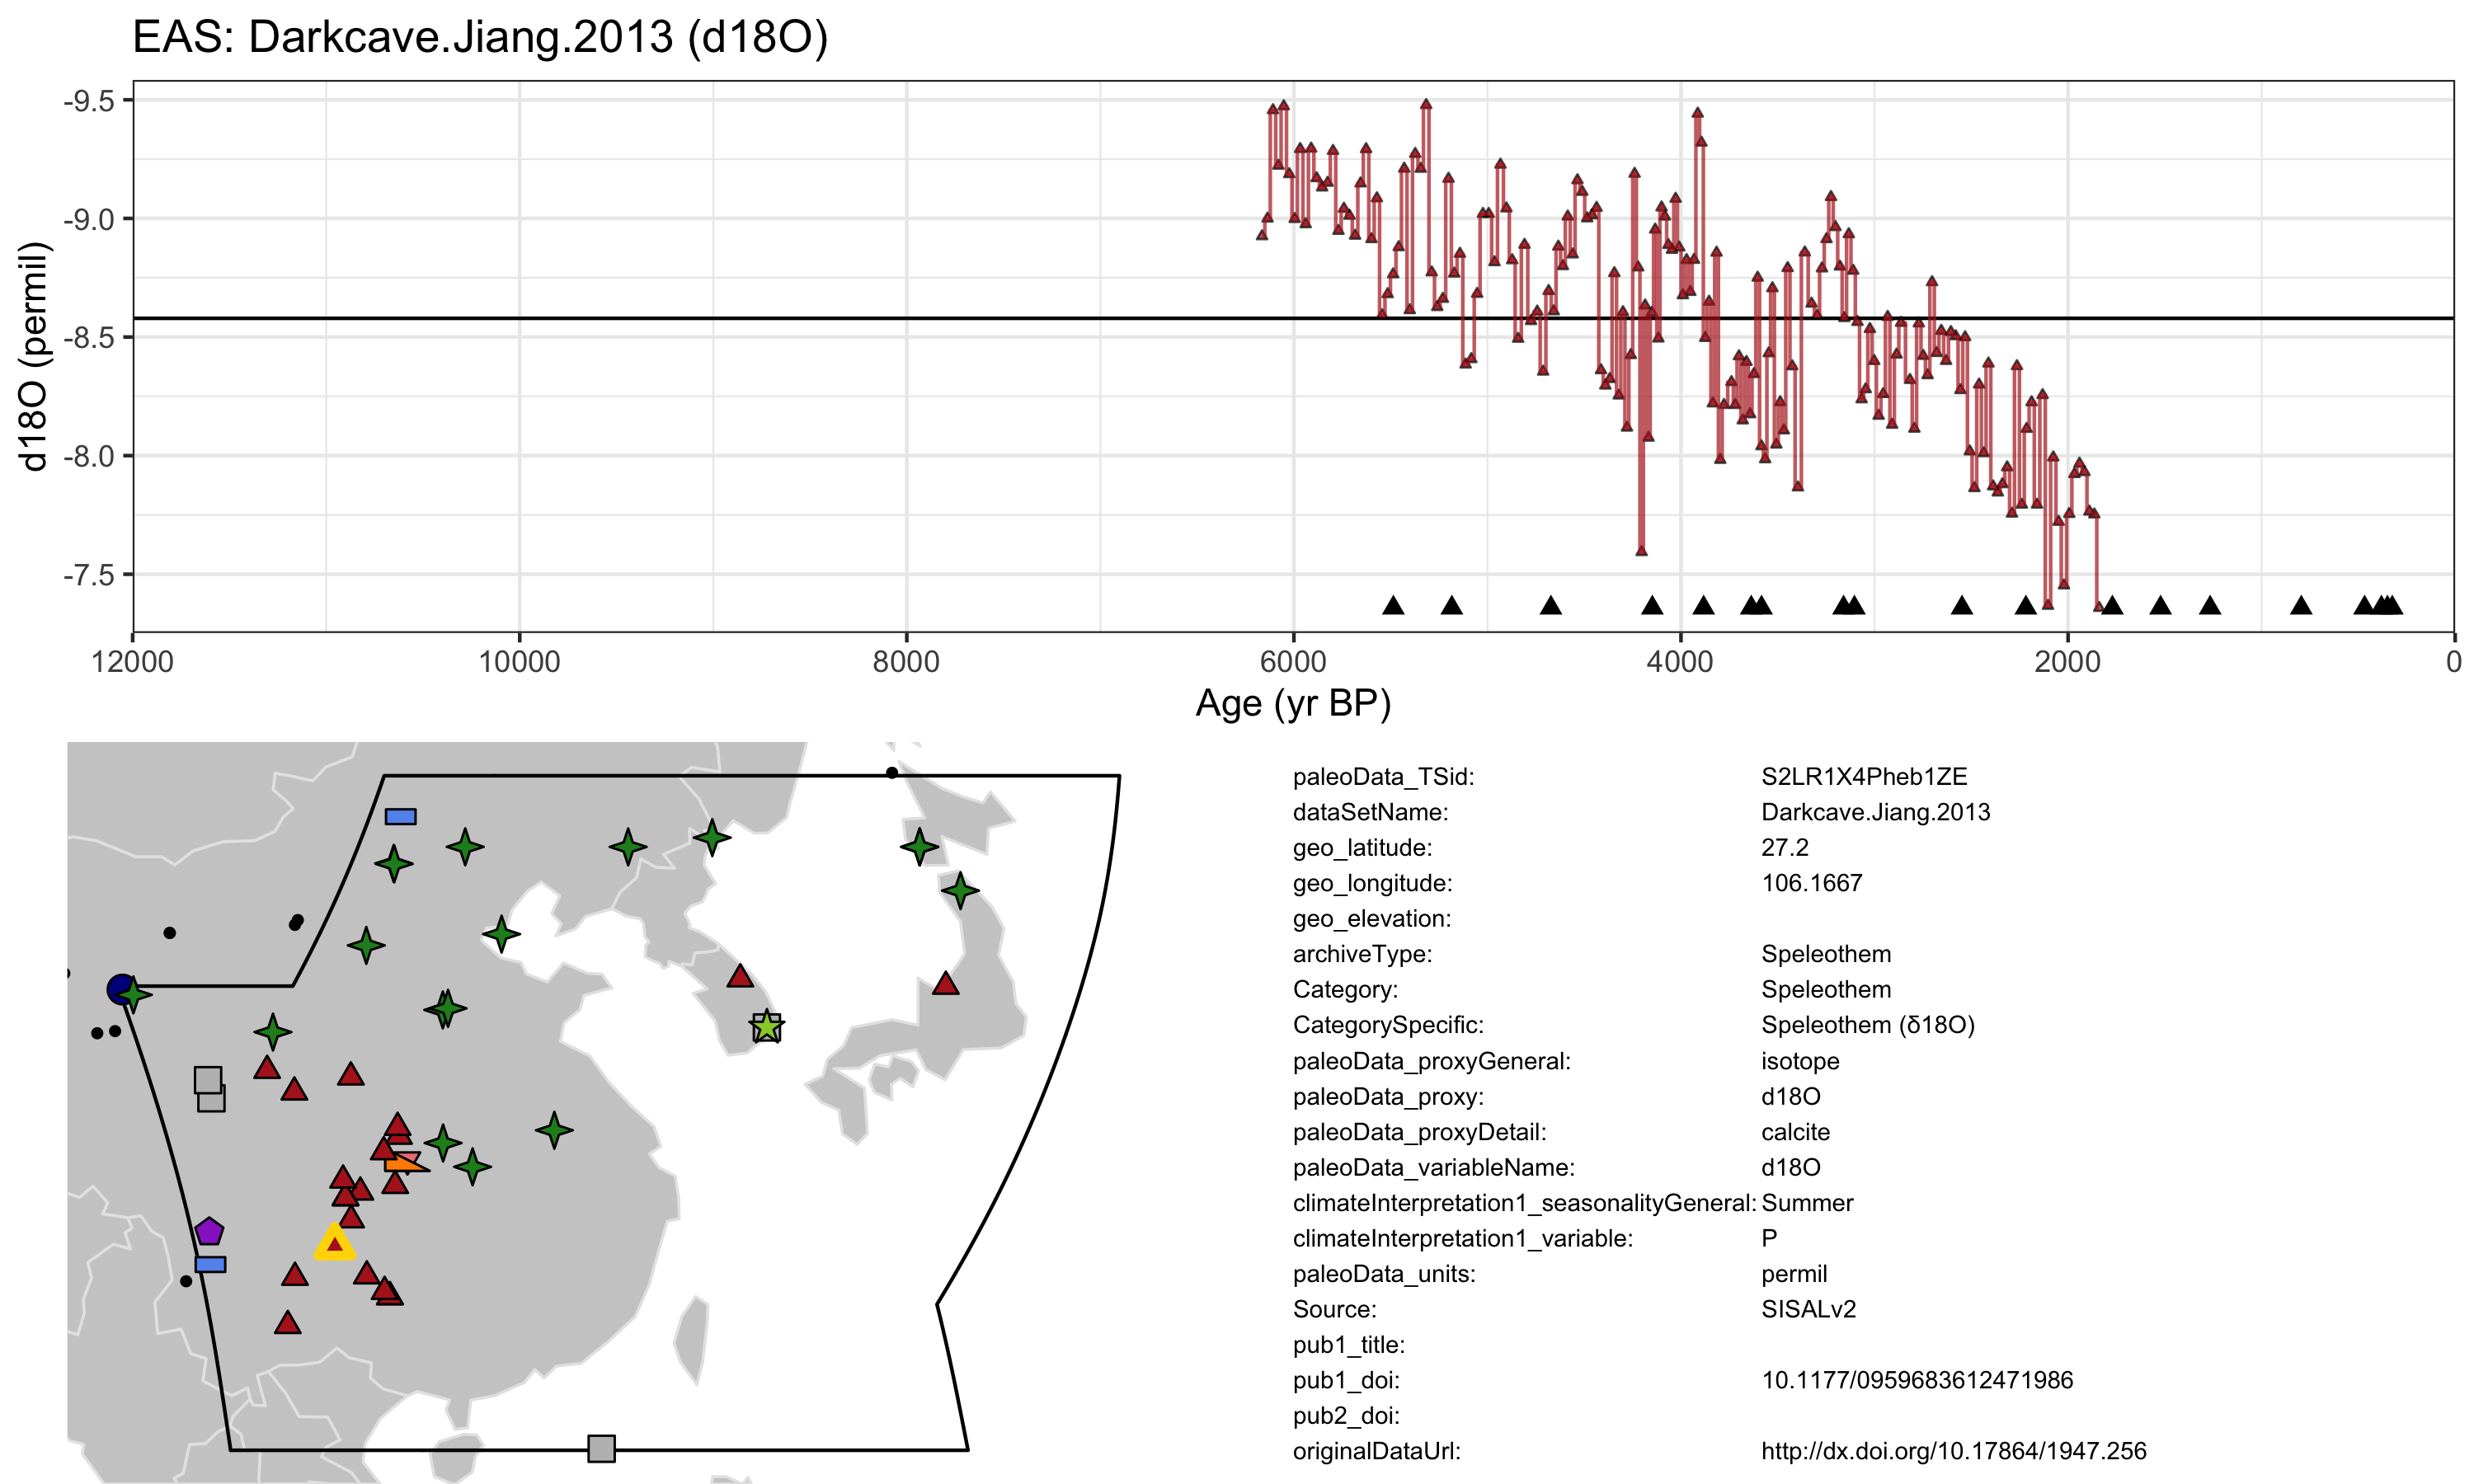 EAS: Darkcave.Jiang.2013 (d18O)
d18O (permil)
-9.5
-9.0
-8.5
-8.0
-7.5
12000 10000 8000 6000 4000 2000 0
Age (yr BP)
paleoData_TSid: S2LR1X4Pheb1ZE
dataSetName: Darkcave.Jiang.2013
geo_latitude: 27.2
geo_longitude: 106.1667
geo_elevation:
archiveType: Speleothem
Category: Speleothem
CategorySpecific: Speleothem (δ18O)
paleoData_proxyGeneral: isotope
paleoData_proxy: d18O
paleoData_proxyDetail: calcite
paleoData_variableName: d18O
climateInterpretation1_seasonalityGeneral: Summer
climateInterpretation1_variable: P
paleoData_units: permil
Source: SISALv2
pub1_title:
pub1_doi: 10.1177/0959683612471986
pub2_doi:
originalDataUrl: http://dx.doi.org/10.17864/1947.256